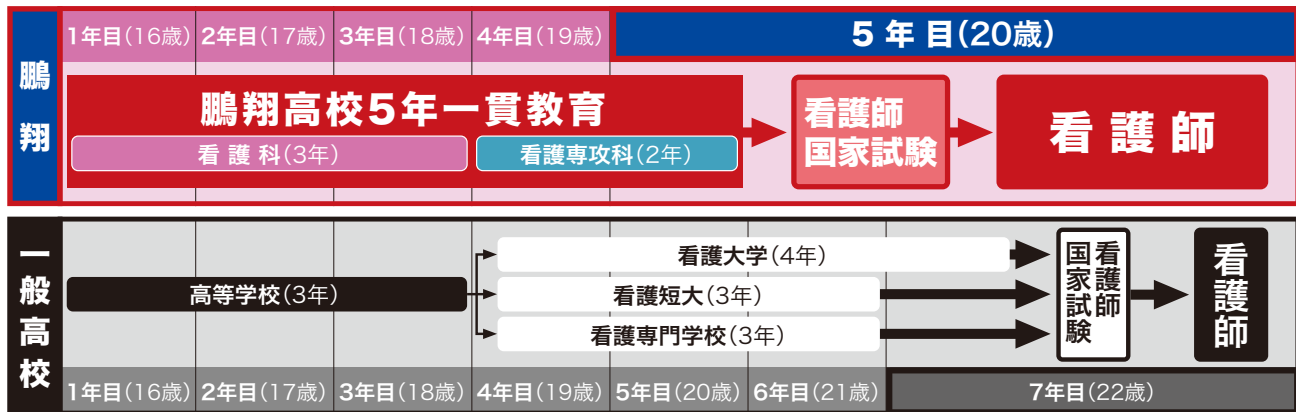 鵬翔
1年目(16歳) 2年目(17歳) 3年目(18歳) 4年目(19歳) 5年目(20歳)
鵬翔高校5年一貫教育
看護科(3年) 看護専攻科(2年)
看護師
国家試験
看護師
一般高校
高等学校(3年)
看護大学(4年)
看護短大(3年)
看護専門学校(3年)
看護師
国家試験
看護師
1年目(16歳) 2年目(17歳) 3年目(18歳) 4年目(19歳) 5年目(20歳) 6年目(21歳) 7年目(22歳)